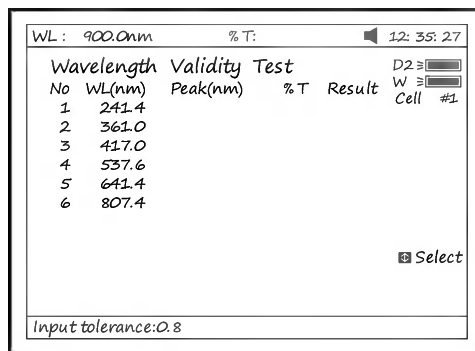 WL: 900.0nm %T: 12:35:27
Wavelength Validity Test D2
No WL(nm) Peak(nm) %T Result W
1 241.4 Cell #1
2 361.0
3 417.0
4 537.6
5 641.4
6 807.4
Select
Input tolerance:0.8